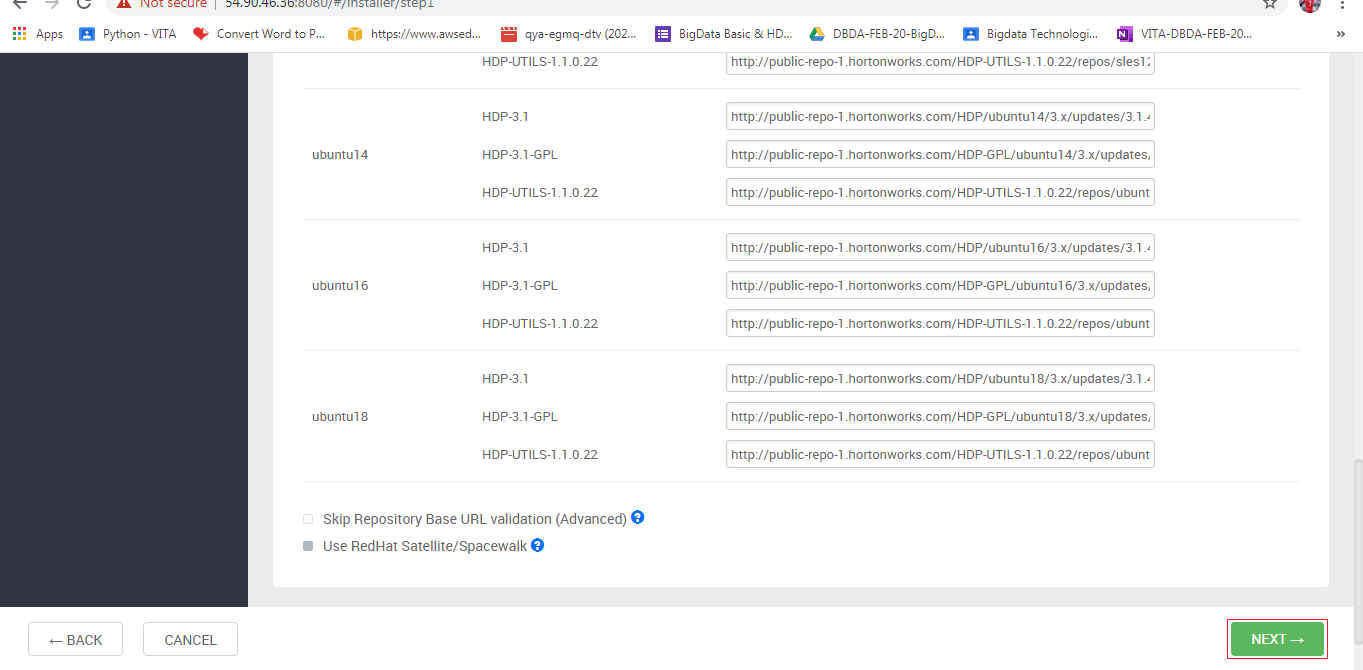 Not secure | 54.90.46.36:8080/#/installer/step1
Apps Python - VITA Convert Word to P... https://www.awsed... qya-egmq-dtv (202... BigData Basic & HD... DBDA-FEB-20-BigD... Bigdata Technologi... VITA-DBDA-FEB-20... »
HDP-UTILS-1.1.0.22 http://public-repo-1.hortonworks.com/HDP-UTILS-1.1.0.22/repos/sles12
HDP-3.1 http://public-repo-1.hortonworks.com/HDP/ubuntu14/3.x/updates/3.1.4
ubuntu14 HDP-3.1-GPL http://public-repo-1.hortonworks.com/HDP-GPL/ubuntu14/3.x/updates/
HDP-UTILS-1.1.0.22 http://public-repo-1.hortonworks.com/HDP-UTILS-1.1.0.22/repos/ubunt
HDP-3.1 http://public-repo-1.hortonworks.com/HDP/ubuntu16/3.x/updates/3.1.4
ubuntu16 HDP-3.1-GPL http://public-repo-1.hortonworks.com/HDP-GPL/ubuntu16/3.x/updates/
HDP-UTILS-1.1.0.22 http://public-repo-1.hortonworks.com/HDP-UTILS-1.1.0.22/repos/ubunt
HDP-3.1 http://public-repo-1.hortonworks.com/HDP/ubuntu18/3.x/updates/3.1.4
ubuntu18 HDP-3.1-GPL http://public-repo-1.hortonworks.com/HDP-GPL/ubuntu18/3.x/updates/
HDP-UTILS-1.1.0.22 http://public-repo-1.hortonworks.com/HDP-UTILS-1.1.0.22/repos/ubunt
Skip Repository Base URL validation (Advanced) ?
Use RedHat Satellite/Spacewalk ?
← BACK CANCEL NEXT →